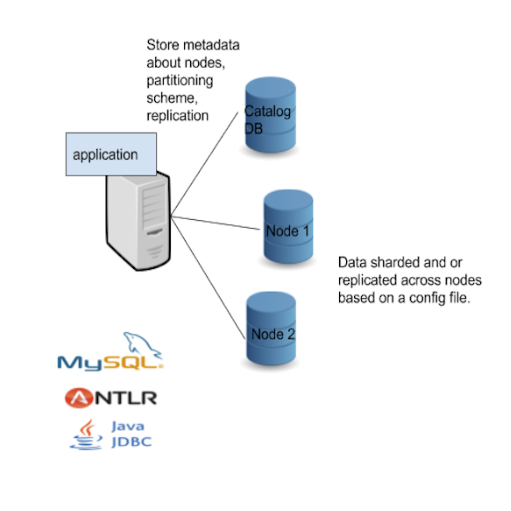 Store metadata
about nodes,
partitioning
scheme,
replication
Catalog
DB
application
Node 1
Data sharded and or
replicated across nodes
based on a config file.
Node 2
MySQL
ANTLR
Java
JDBC